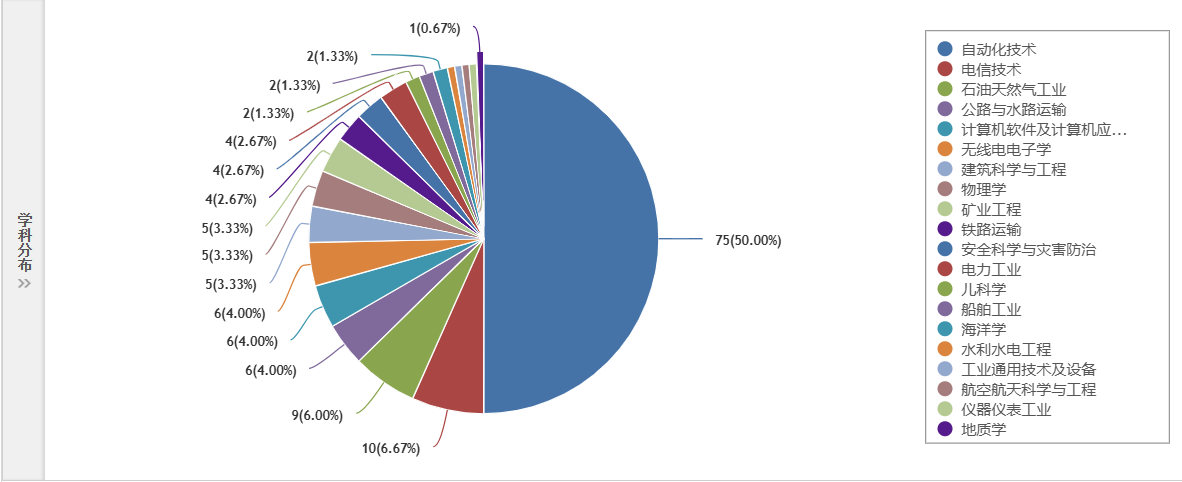 学科分布
1(0.67%)
2(1.33%)
2(1.33%)
2(1.33%)
4(2.67%)
4(2.67%)
4(2.67%)
5(3.33%)
5(3.33%)
5(3.33%)
6(4.00%)
6(4.00%)
6(4.00%)
9(6.00%)
10(6.67%)
75(50.00%)
自动化技术
电信技术
石油天然气工业
公路与水路运输
计算机软件及计算机应...
无线电电子学
建筑科学与工程
物理学
矿业工程
铁路运输
安全科学与灾害防治
电力工业
儿科学
船舶工业
海洋学
水利水电工程
工业通用技术及设备
航空航天科学与工程
仪器仪表工业
地质学